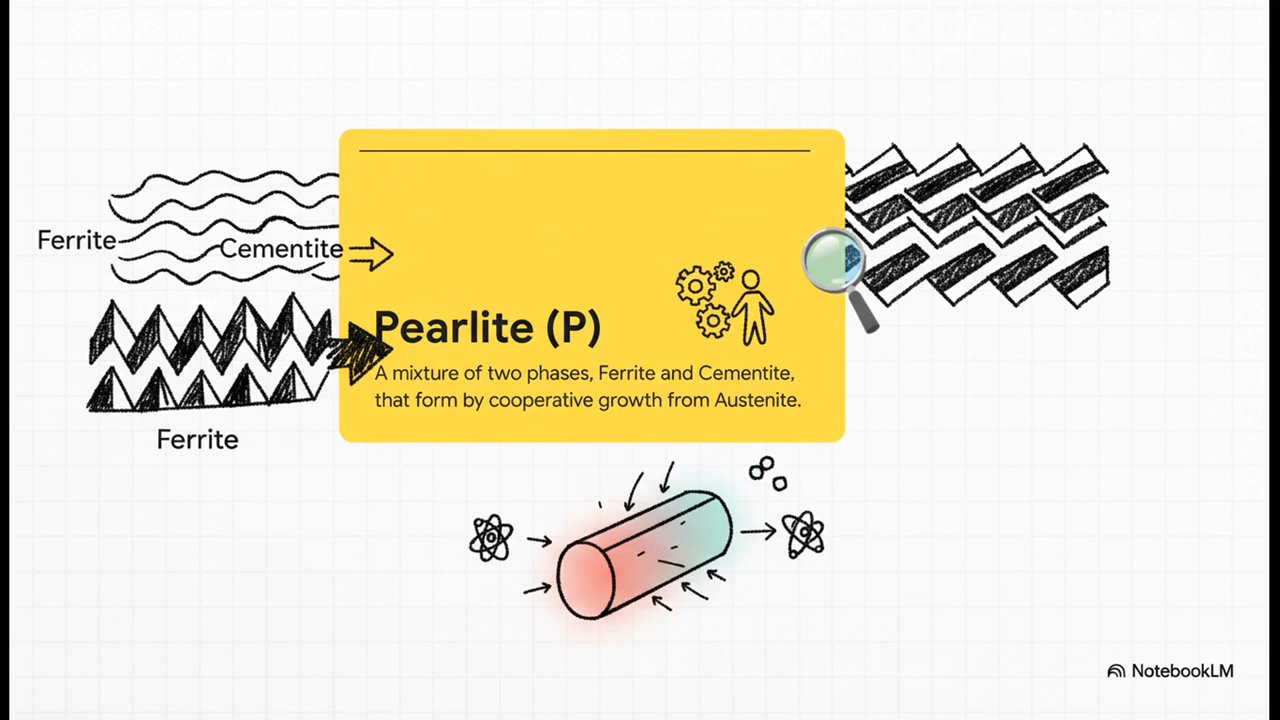 Ferrite
Cementite
Pearlite (P)
A mixture of two phases, Ferrite and Cementite,
that form by cooperative growth from Austenite.
Ferrite
NotebookLM